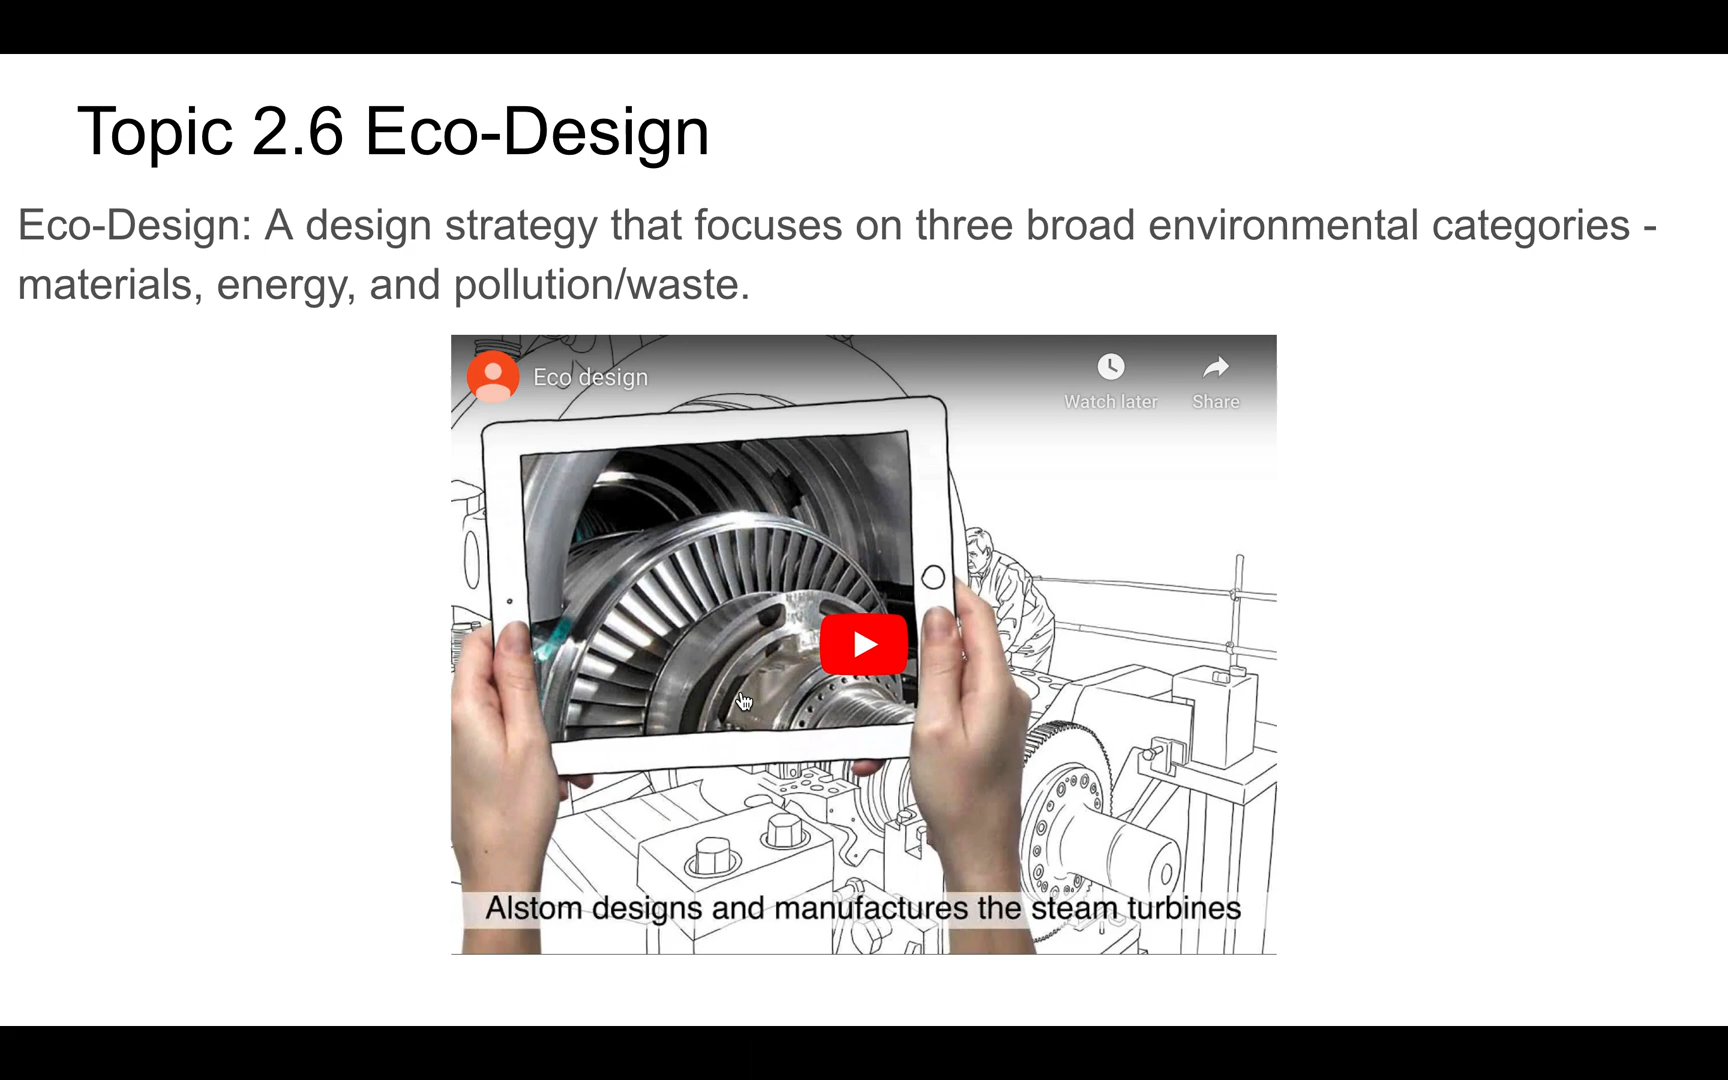 Topic 2.6 Eco-Design
Eco-Design: A design strategy that focuses on three broad environmental categories -
materials, energy, and pollution/waste.
Eco design
Watch later
Share
Alstom designs and manufactures the steam turbines